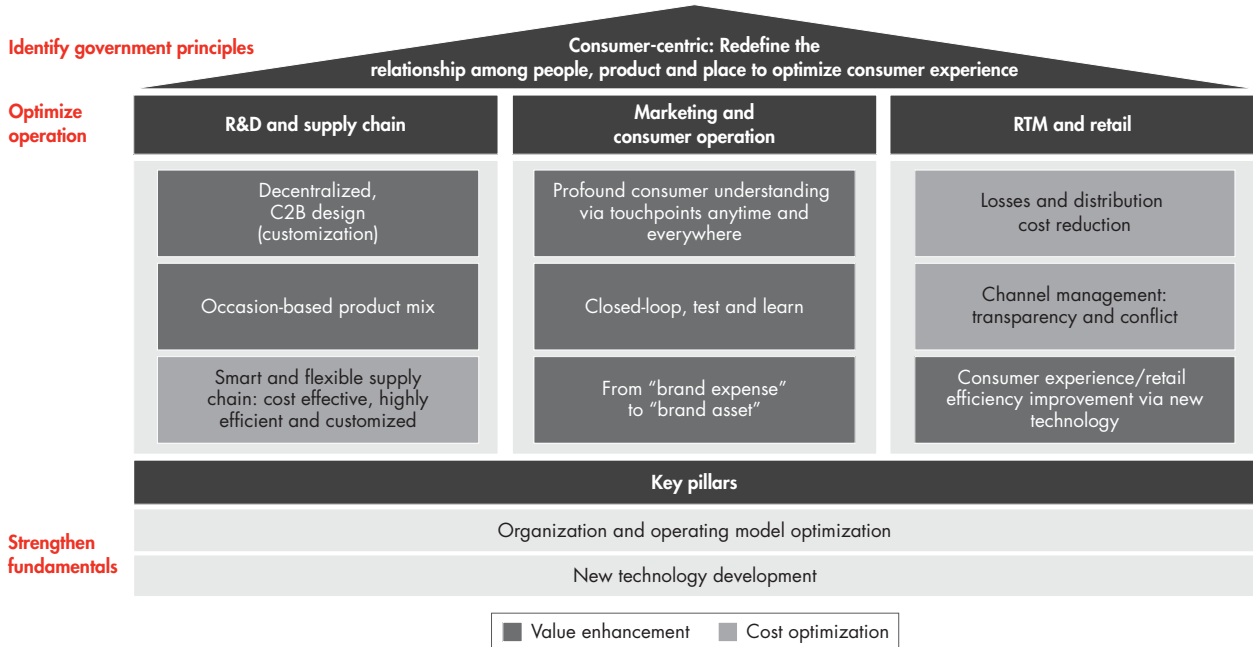 Identify government principles
Consumer-centric: Redefine the
relationship among people, product and place to optimize consumer experience
Optimize
operation
R&D and supply chain
Marketing and
consumer operation
RTM and retail
Decentralized,
C2B design
(customization)
Profound consumer understanding
via touchpoints anytime and
everywhere
Losses and distribution
cost reduction
Occasion-based product mix
Closed-loop, test and learn
Channel management:
transparency and conflict
Smart and flexible supply
chain: cost effective, highly
efficient and customized
From “brand expense”
to “brand asset”
Consumer experience/retail
efficiency improvement via new
technology
Key pillars
Strengthen
fundamentals
Organization and operating model optimization
New technology development
Value enhancement
Cost optimization